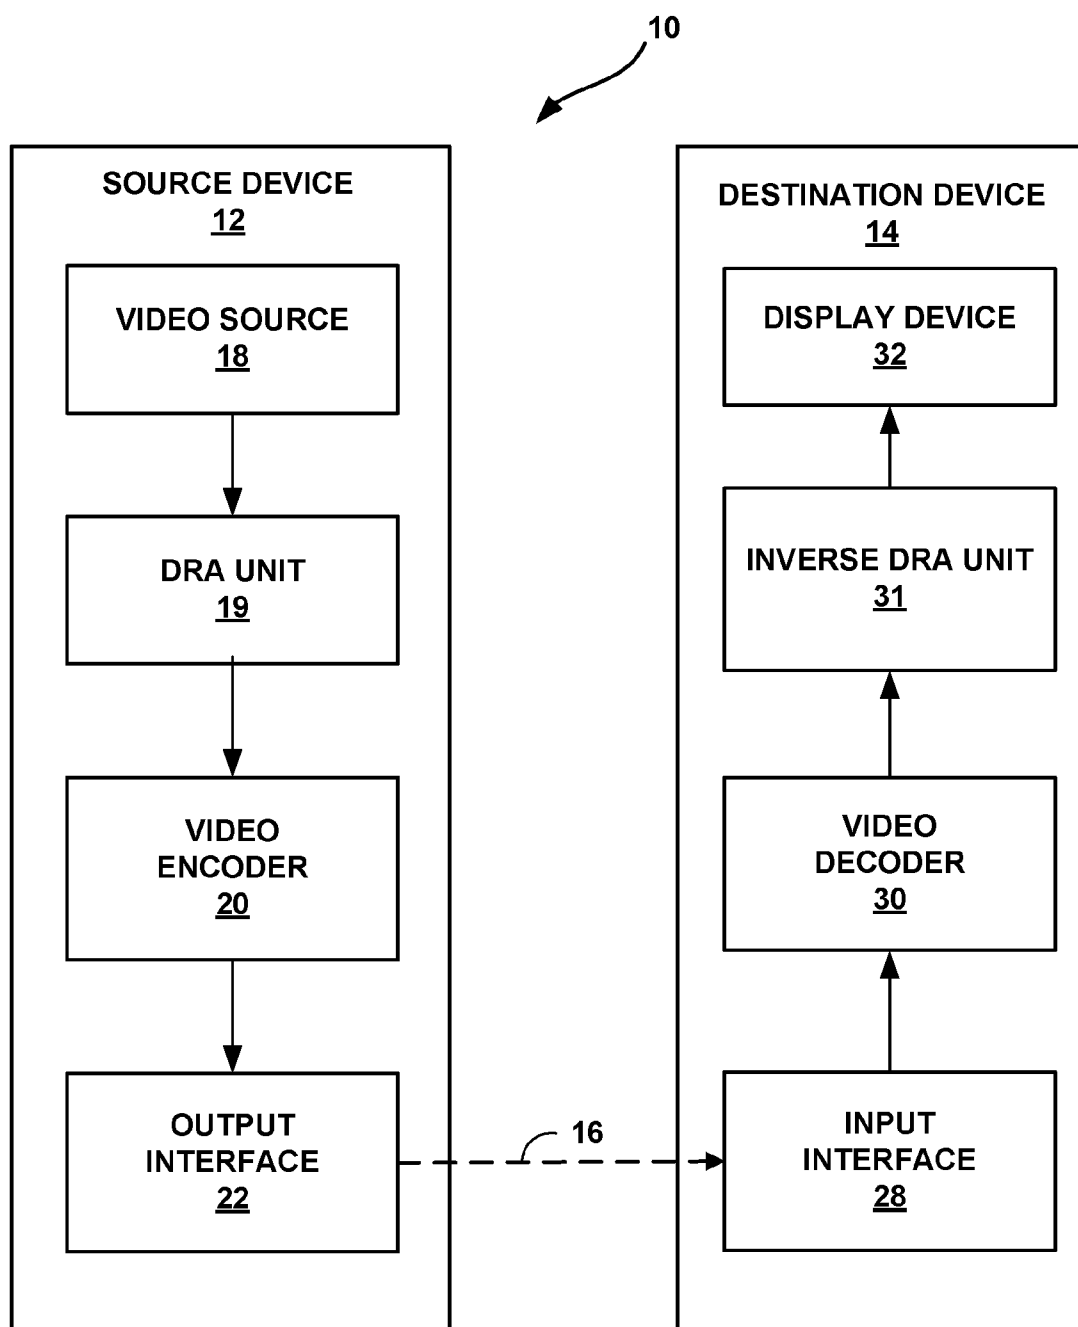 10
SOURCE DEVICE
12
VIDEO SOURCE
18
DRA UNIT
19
VIDEO
ENCODER
20
OUTPUT
INTERFACE
22
16
DESTINATION DEVICE
14
DISPLAY DEVICE
32
INVERSE DRA UNIT
31
VIDEO
DECODER
30
INPUT
INTERFACE
28